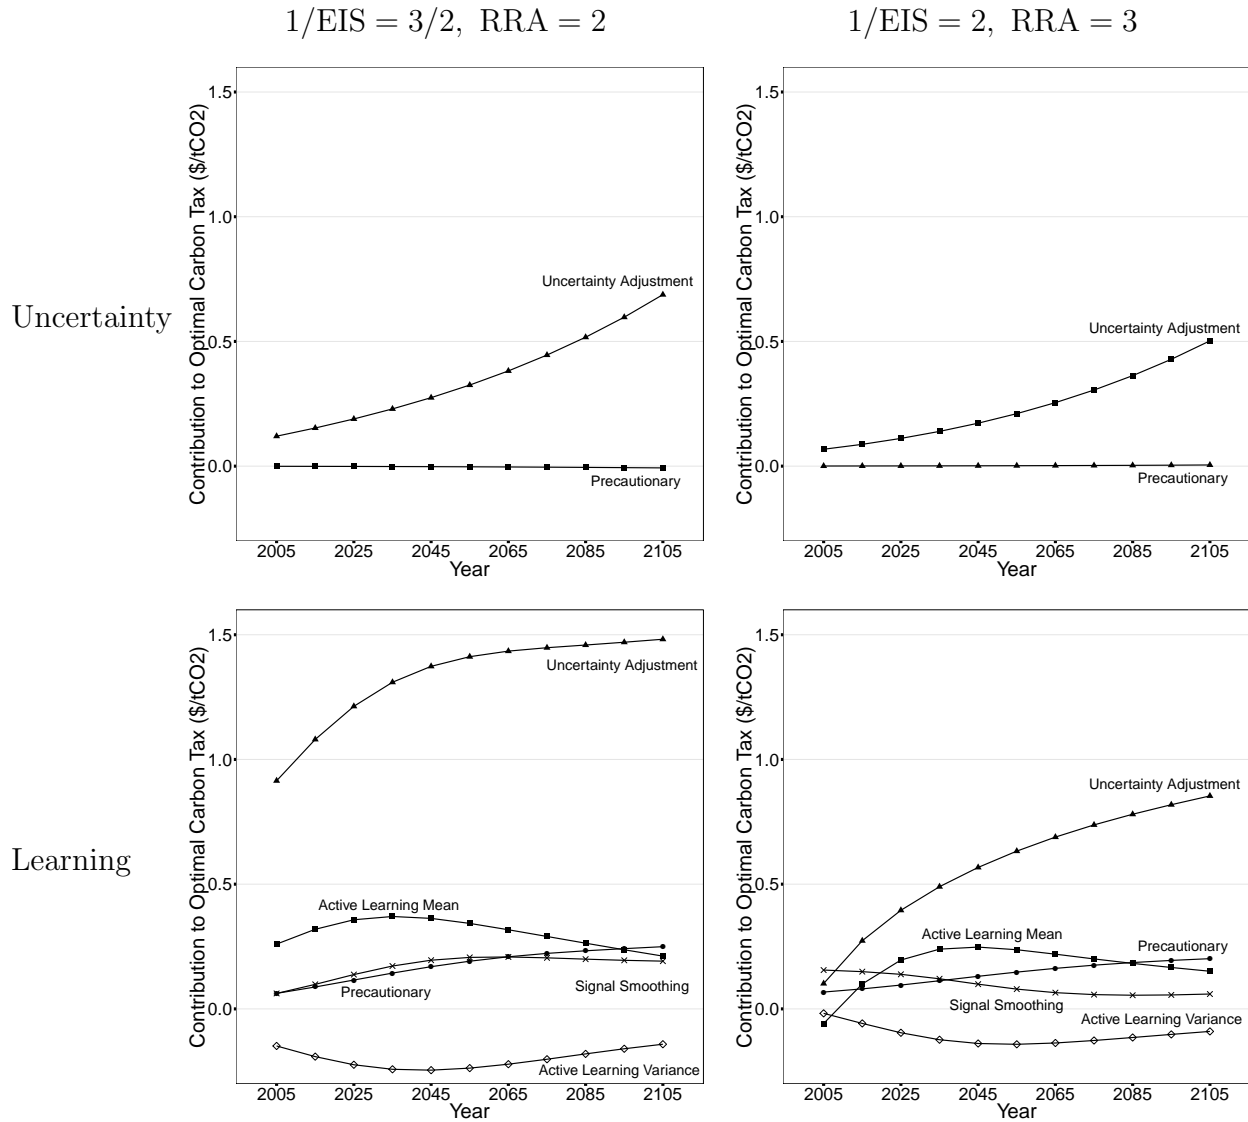 1/EIS = 3/2, RRA = 2
1/EIS = 2, RRA = 3
Uncertainty
Contribution to Optimal Carbon Tax ($/tCO2)
1.5
1.0
0.5
0.0
Uncertainty Adjustment
Precautionary
2005 2025 2045 2065 2085 2105
Year
Contribution to Optimal Carbon Tax ($/tCO2)
1.5
1.0
0.5
0.0
Uncertainty Adjustment
Precautionary
2005 2025 2045 2065 2085 2105
Year
Learning
Contribution to Optimal Carbon Tax ($/tCO2)
1.5
1.0
0.5
0.0
Uncertainty Adjustment
Active Learning Mean
Precautionary
Signal Smoothing
Active Learning Variance
2005 2025 2045 2065 2085 2105
Year
Contribution to Optimal Carbon Tax ($/tCO2)
1.5
1.0
0.5
0.0
Uncertainty Adjustment
Active Learning Mean
Precautionary
Signal Smoothing
Active Learning Variance
2005 2025 2045 2065 2085 2105
Year